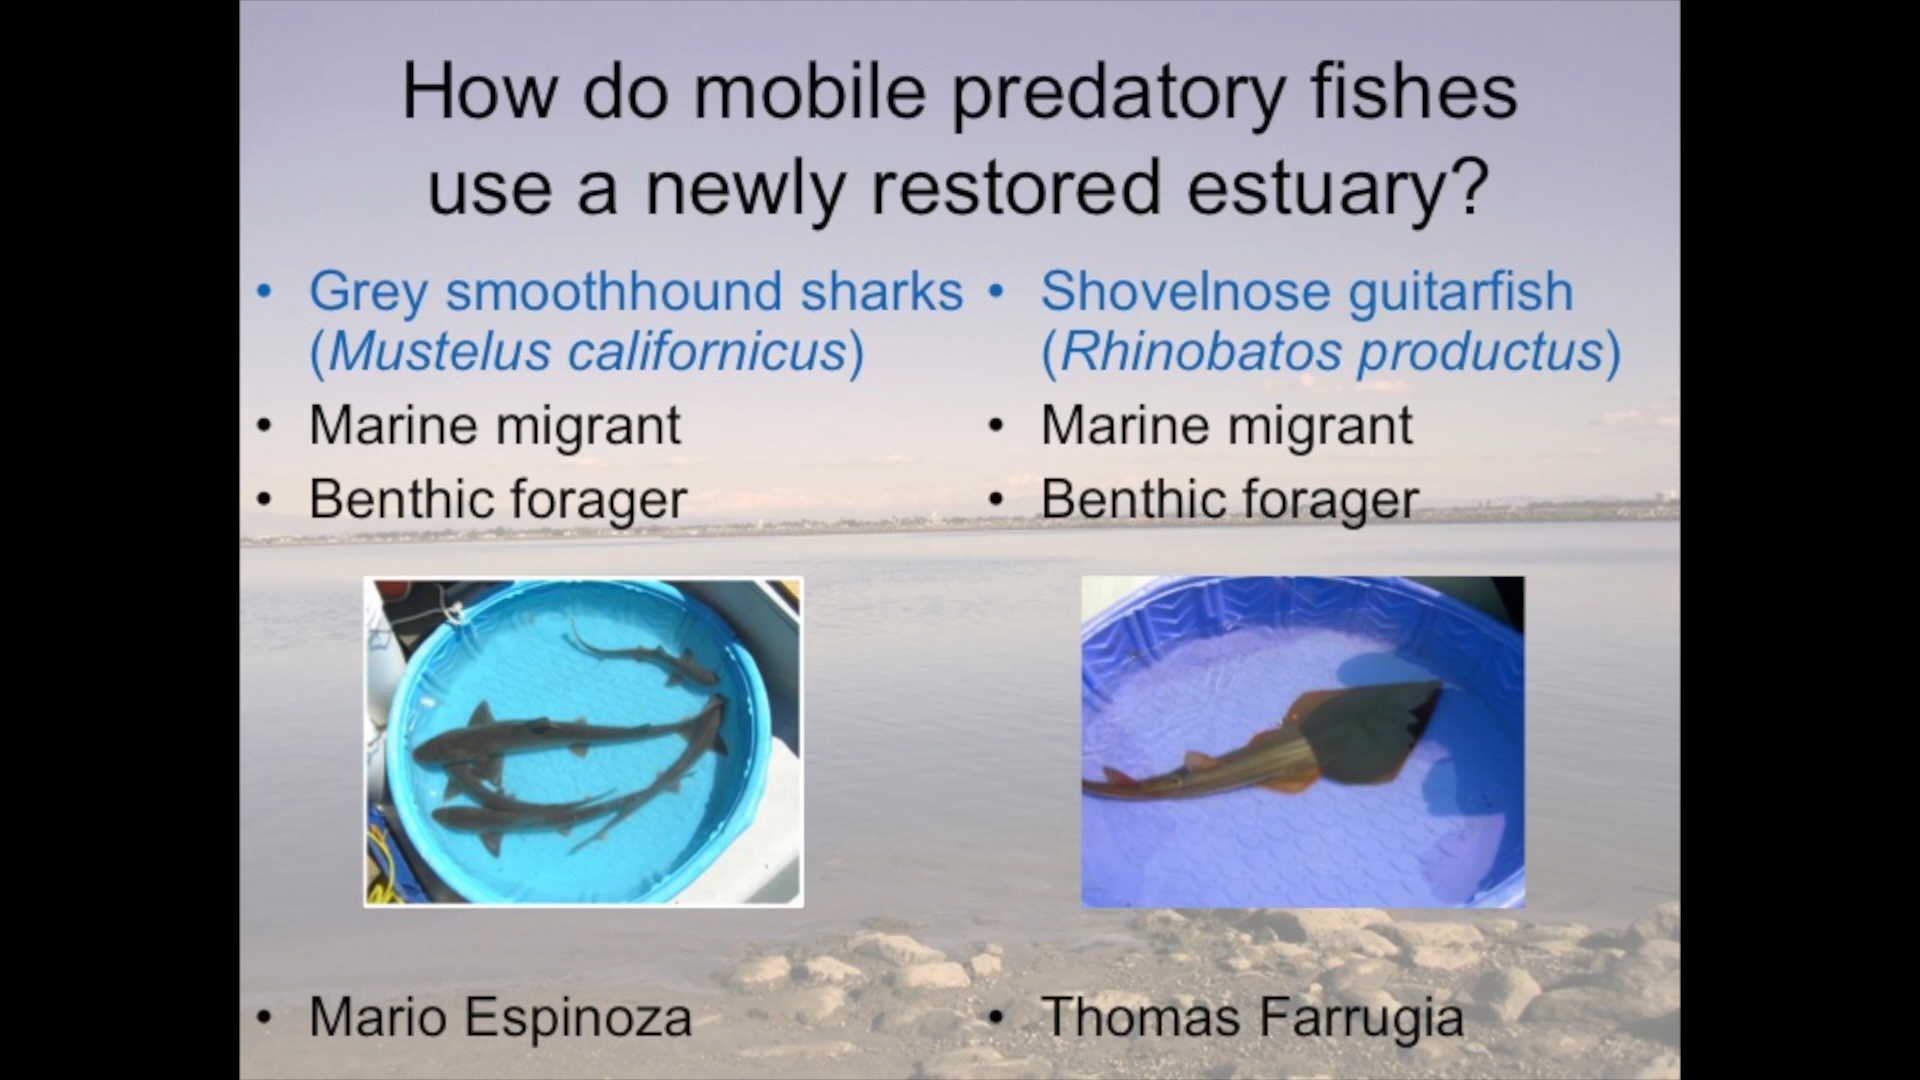 How do mobile predatory fishes
use a newly restored estuary?
• Grey smoothhound sharks
(Mustelus californicus)
• Marine migrant
• Benthic forager
• Mario Espinoza
• Shovelnose guitarfish
(Rhinobatos productus)
• Marine migrant
• Benthic forager
• Thomas Farrugia